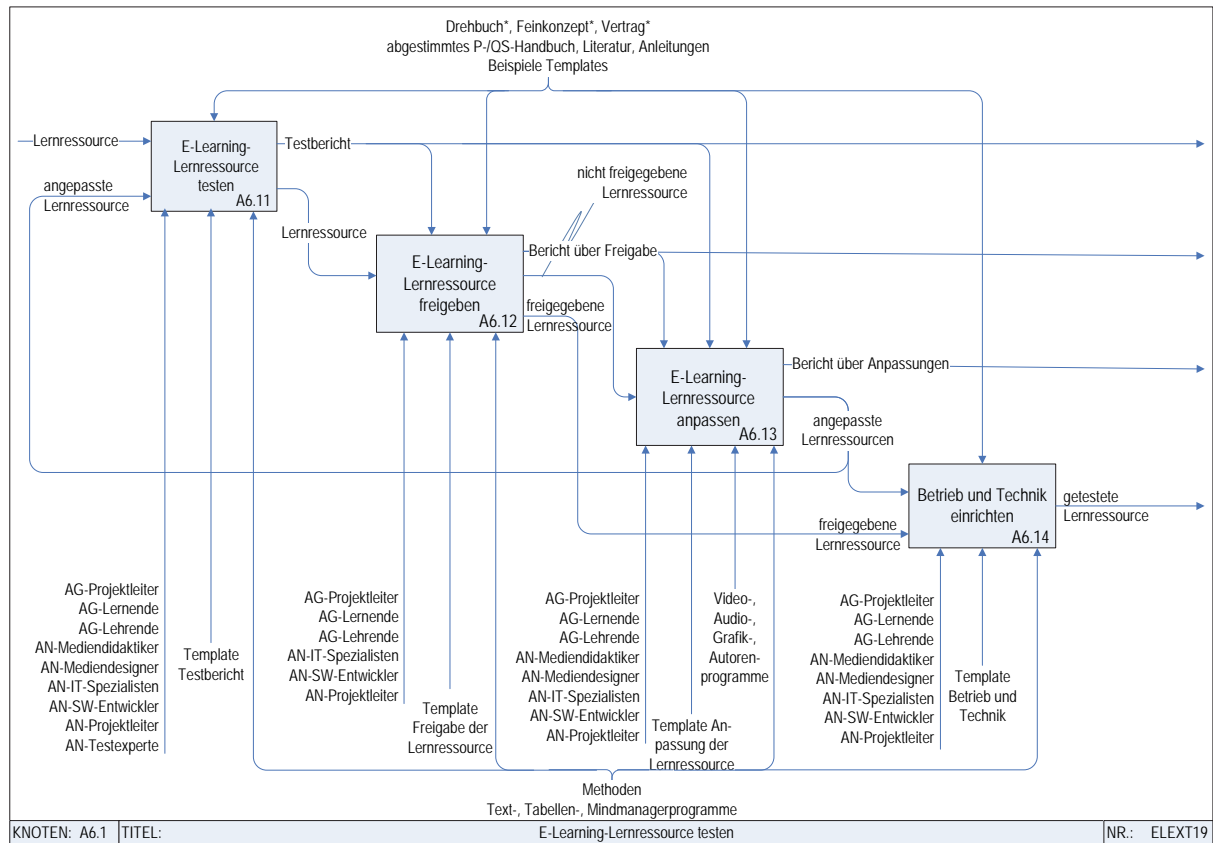 Drehbuch*, Feinkonzept*, Vertrag*
abgestimmtes P-/QS-Handbuch, Literatur, Anleitungen
Beispiele Templates
Lernressource
E-Learning-
Lernressource
testen
A6.11
Testbericht
angepasste
Lernressource
Lernressource
nicht freigegebene
Lernressource
E-Learning-
Lernressource
freigeben
A6.12
Bericht über Freigabe
freigegebene
Lernressource
E-Learning-
Lernressource
anpassen
A6.13
Bericht über Anpassungen
angepasste
Lernressourcen
Betrieb und Technik
einrichten
A6.14
getestete
Lernressource
freigegebene
Lernressource
AG-Projektleiter
AG-Lernende
AG-Lehrende
AN-Mediendidaktiker
AN-Mediendesigner
AN-IT-Spezialisten
AN-SW-Entwickler
AN-Projektleiter
AN-Testexperte
Template
Testbericht
AG-Projektleiter
AG-Lernende
AG-Lehrende
AN-IT-Spezialisten
AN-SW-Entwickler
AN-Projektleiter
Template
Freigabe der
Lernressource
AG-Projektleiter
AG-Lernende
AG-Lehrende
AN-Mediendidaktiker
AN-Mediendesigner
AN-IT-Spezialisten
AN-SW-Entwickler
AN-Projektleiter
Template An-
passung der
Lernressource
Video-,
Audio-,
Grafik-,
Autoren-
programme
AG-Projektleiter
AG-Lernende
AG-Lehrende
AN-Mediendidaktiker
AN-Mediendesigner
AN-IT-Spezialisten
AN-SW-Entwickler
AN-Projektleiter
Template
Betrieb und
Technik
Methoden
Text-, Tabellen-, Mindmanagerprogramme
KNOTEN: A6.1 TITEL: E-Learning-Lernressource testen NR.: ELEXT19